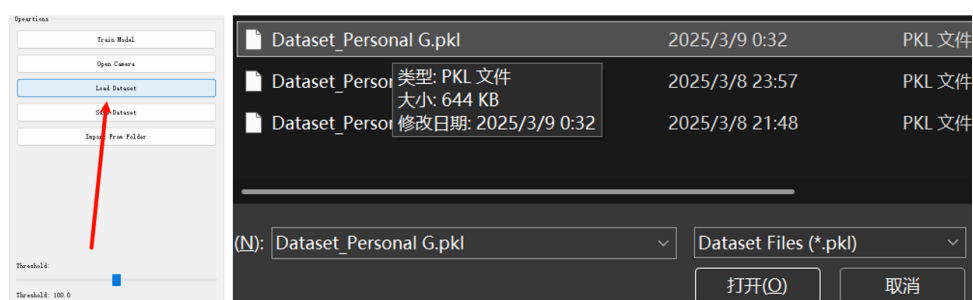 Opeartions
Train Model
Open Camera
Load Dataset
Dataset
Import From Folder
Threshold:
Threshold: 100.0
Dataset_Personal G.pkl 2025/3/9 0:32 PKL 文件
Dataset_Person 2025/3/8 23:57 PKL 文件
Dataset_Person 2025/3/8 21:48 PKL 文件
类型: PKL 文件
大小: 644 KB
修改日期: 2025/3/9 0:32
(N): Dataset_Personal G.pkl Dataset Files (*.pkl)
打开(O) 取消